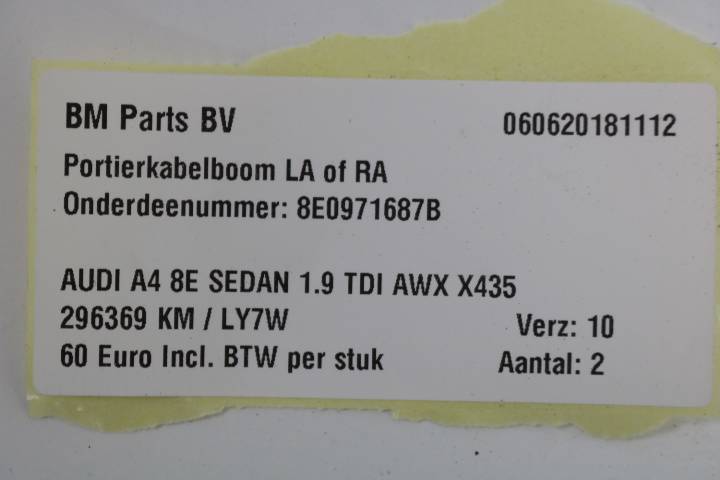 BM Parts BV 060620181112
Portierkabelboom LA of RA
Onderdeenummer: 8E0971687B
AUDI A4 8E SEDAN 1.9 TDI AWX X435
296369 KM / LY7W Verz: 10
60 Euro Incl. BTW per stuk Aantal: 2